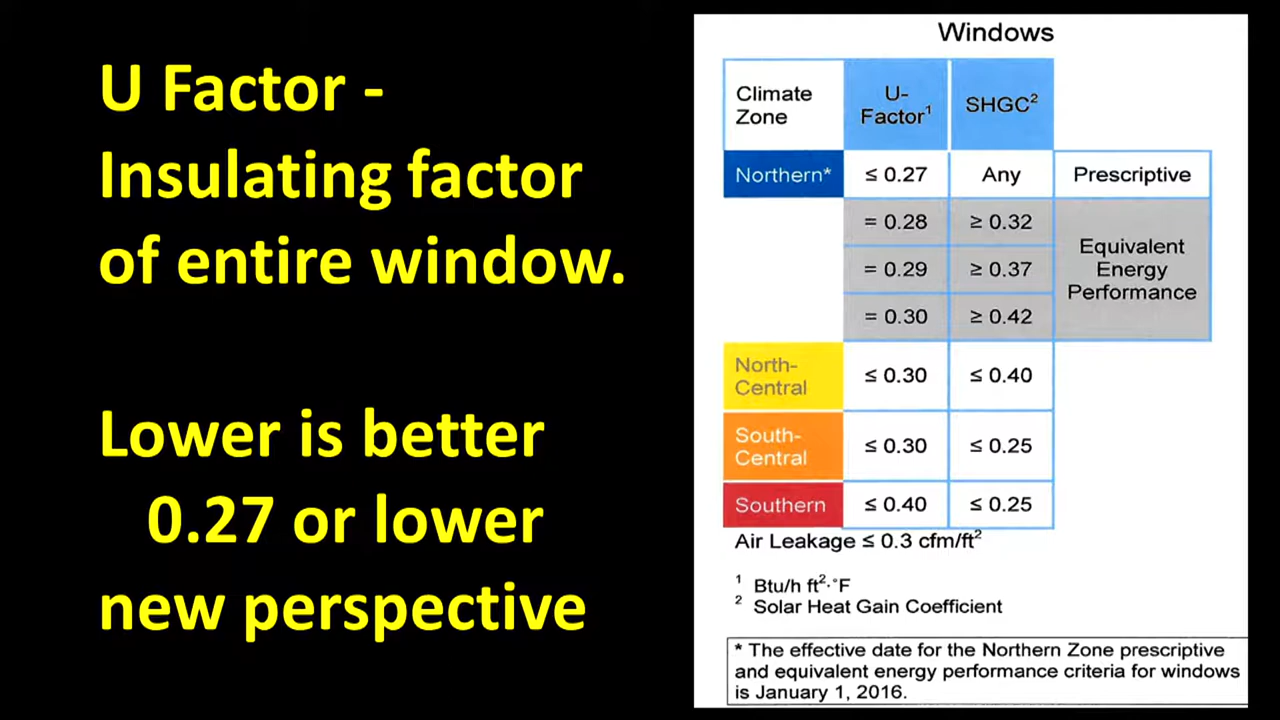 U Factor -
Insulating factor
of entire window.
Lower is better
0.27 or lower
new perspective
Windows
Climate Zone U-Factor¹ SHGC²
Northern* ≤ 0.27 Any Prescriptive
= 0.28 ≥ 0.32
= 0.29 ≥ 0.37
= 0.30 ≥ 0.42
Equivalent
Energy
Performance
North-Central ≤ 0.30 ≤ 0.40
South-Central ≤ 0.30 ≤ 0.25
Southern ≤ 0.40 ≤ 0.25
Air Leakage ≤ 0.3 cfm/ft²
¹ Btu/h ft²·°F
² Solar Heat Gain Coefficient
* The effective date for the Northern Zone prescriptive
and equivalent energy performance criteria for windows
is January 1, 2016.